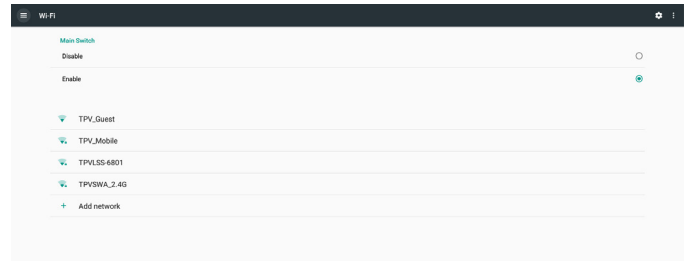 Wi-Fi
Main Switch
Disable
Enable
TPV_Guest
TPV_Mobile
TPVLSS-6801
TPVSWA_2.4G
+ Add network